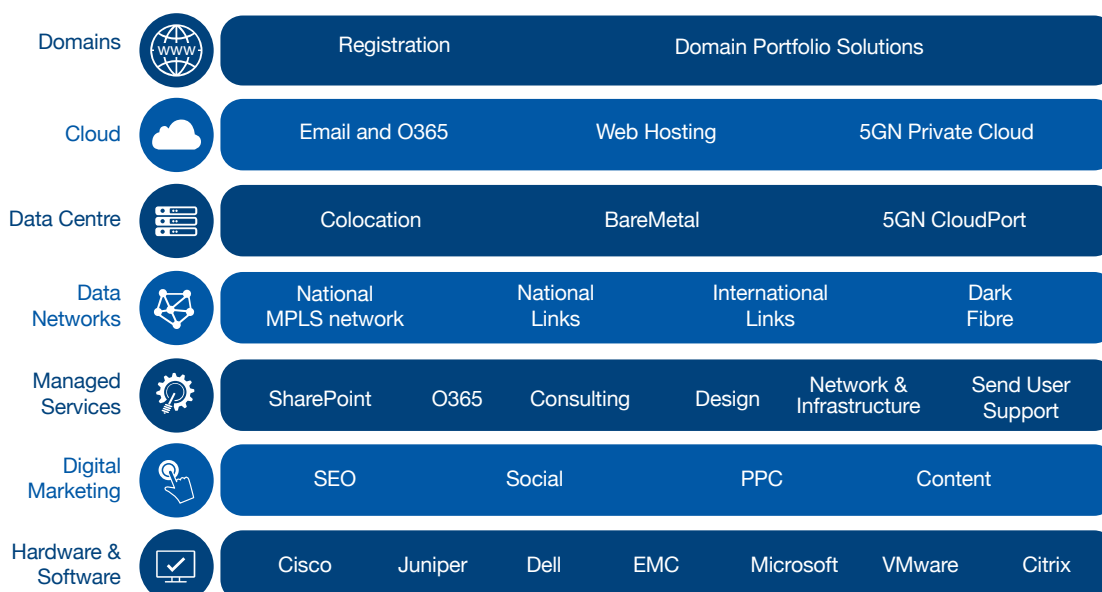 Domains
www
Registration
Domain Portfolio Solutions
Cloud
Email and O365
Web Hosting
5GN Private Cloud
Data Centre
Colocation
BareMetal
5GN CloudPort
Data
Networks
National
MPLS network
National
Links
International
Links
Dark
Fibre
Managed
Services
SharePoint
O365
Consulting
Design
Network &
Infrastructure
Send User
Support
Digital
Marketing
SEO
Social
PPC
Content
Hardware &
Software
Cisco
Juniper
Dell
EMC
Microsoft
VMware
Citrix